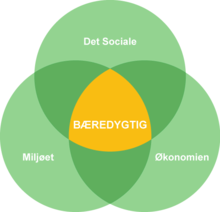 Det Sociale
BÆREDYGTIG
Miljøet
Økonomien